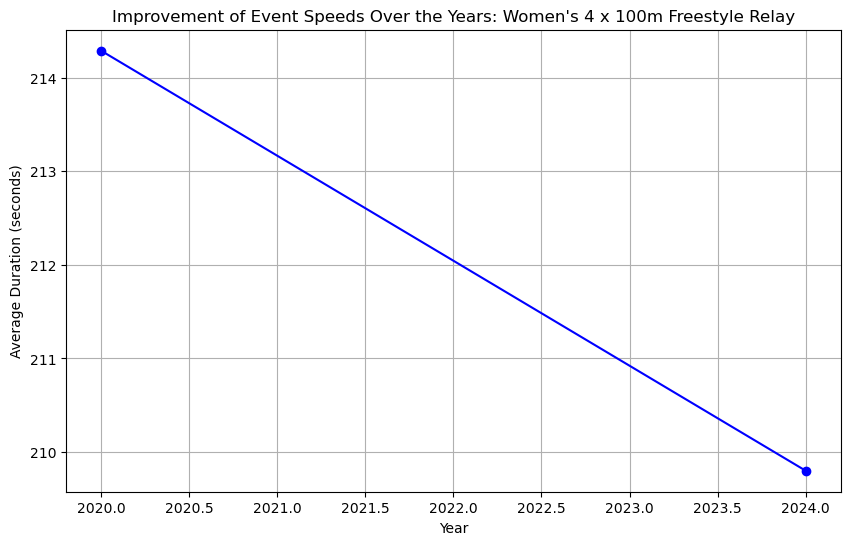 Improvement of Event Speeds Over the Years: Women's 4 x 100m Freestyle Relay
Average Duration (seconds)
214
213
212
211
210
2020.0 2020.5 2021.0 2021.5 2022.0 2022.5 2023.0 2023.5 2024.0
Year